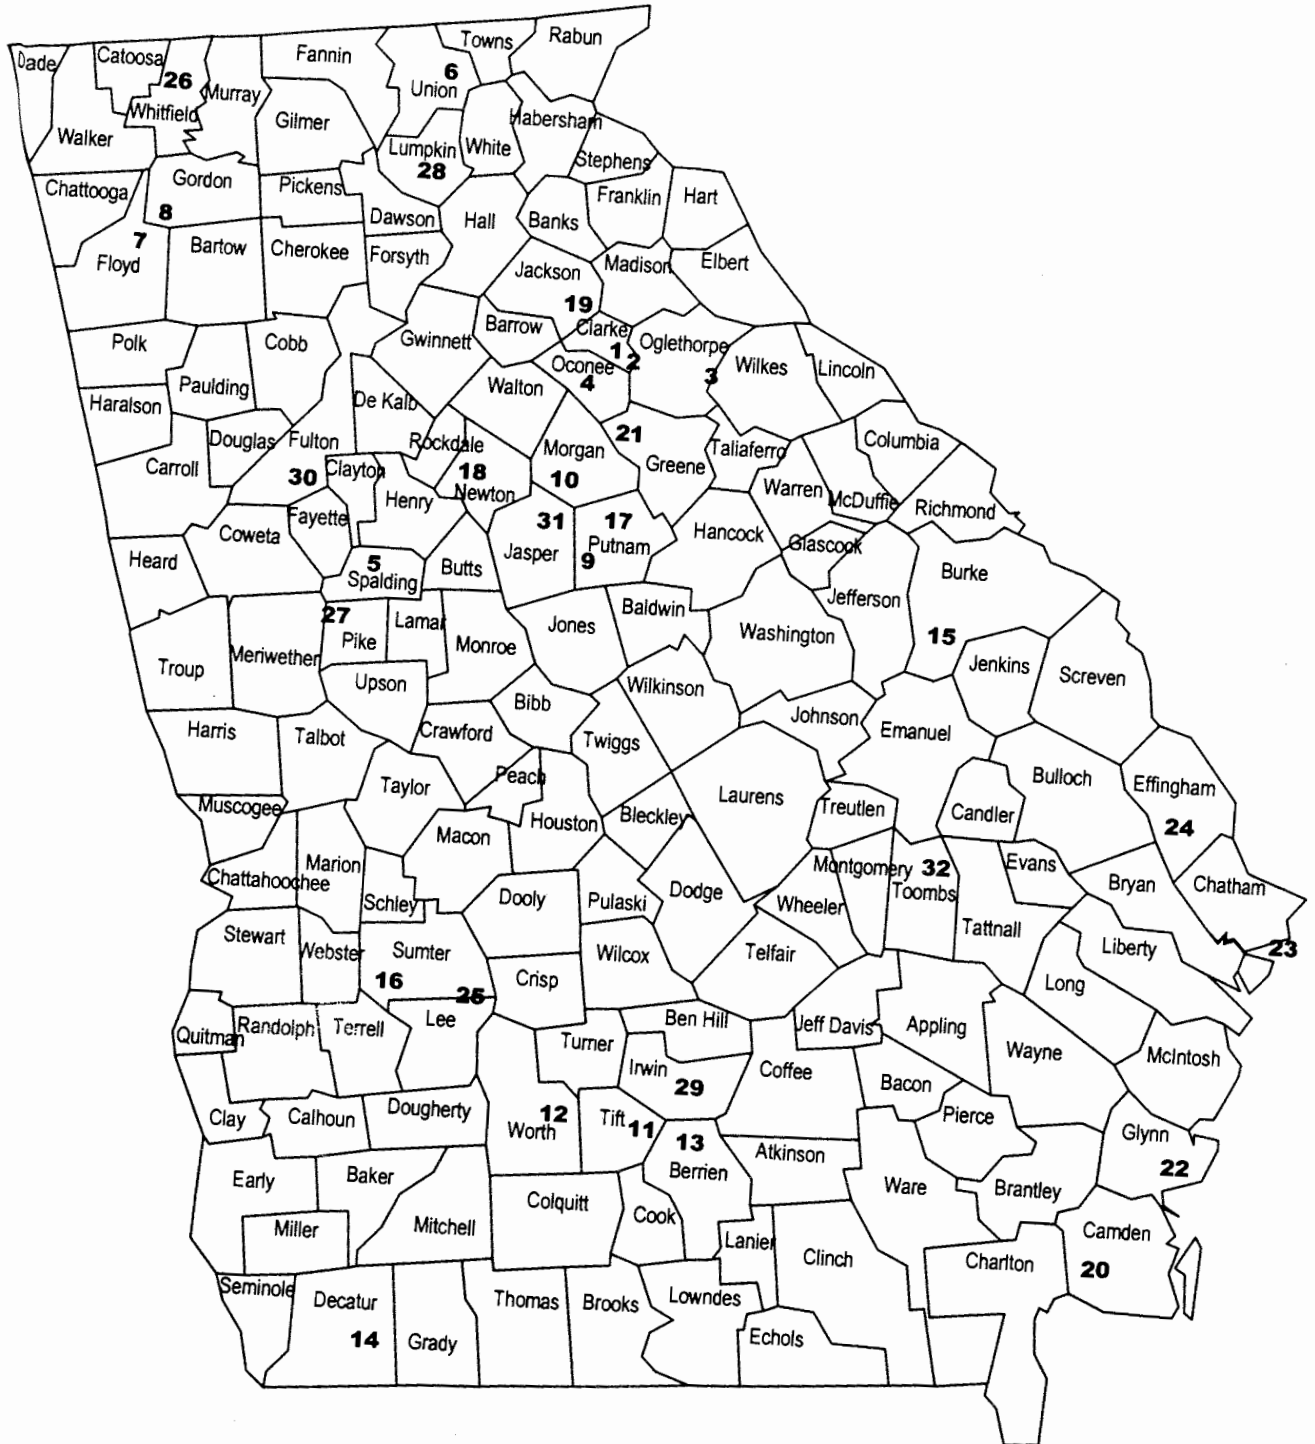 Dade
Catoosa
26
Whitfield
Murray
Fannin
Towns
Rabun
6
Union
Walker
Gilmer
Habersham
Lumpkin
28
White
Stephens
Chattooga
Gordon
8
Pickens
Dawson
Hall
Banks
Franklin
Hart
7
Floyd
Bartow
Cherokee
Forsyth
Jackson
19
Madison
Elbert
Polk
Cobb
Gwinnett
Barrow
Clarke
1
2
Oglethorpe
3
Wilkes
Lincoln
Paulding
Haralson
De Kalb
Walton
Oconee
4
Carroll
Douglas
Fulton
30
Clayton
Rockdale
18
Newton
Morgan
10
21
Greene
Taliaferro
Columbia
Henry
Warren
McDuffie
Richmond
Heard
Coweta
Fayette
5
Spalding
Butts
31
Jasper
17
Putnam
9
Hancock
Glascock
Burke
Jefferson
15
27
Pike
Lamar
Monroe
Jones
Baldwin
Washington
Troup
Meriwether
Upson
Wilkinson
Jenkins
Screven
Harris
Talbot
Crawford
Bibb
Twiggs
Johnson
Emanuel
Muscogee
Taylor
Peach
Houston
Bleckley
Laurens
Treutlen
Candler
Bulloch
Effingham
24
Macon
Chattahoochee
Marion
Schley
Dooly
Pulaski
Dodge
Montgomery
Wheeler
32
Toombs
Evans
Tattnall
Bryan
Chatham
23
Stewart
Webster
Sumter
16
25
Crisp
Wilcox
Telfair
Long
Liberty
Quitman
Randolph
Terrell
Lee
Turner
Ben Hill
Irwin
29
Coffee
Jeff Davis
Appling
Wayne
McIntosh
Clay
Calhoun
Dougherty
12
Worth
Tift
11
13
Berrien
Atkinson
Bacon
Pierce
Glynn
22
Early
Baker
Miller
Mitchell
Colquitt
Cook
Lanier
Clinch
Ware
Brantley
Camden
20
Charlton
Seminole
Decatur
14
Grady
Thomas
Brooks
Lowndes
Echols